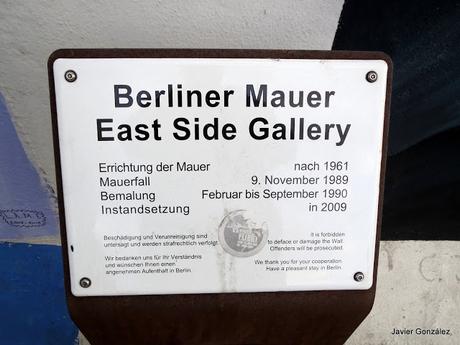 Berliner Mauer
East Side Gallery
Errichtung der Mauer nach 1961
Mauerfall 9. November 1989
Bemalung Februar bis September 1990
Instandsetzung in 2009
Beschädigung und Verunreinigung sind
untersagt und werden strafrechtlich verfolgt
Wir bedanken uns für Ihr Verständnis
und wünschen Ihnen einen
angenehmen Aufenthalt in Berlin.
It is forbidden
to deface or damage the Wall.
Offenders will be prosecuted.
We thank you for your cooperation.
Have a pleasant stay in Berlin.
Javier González